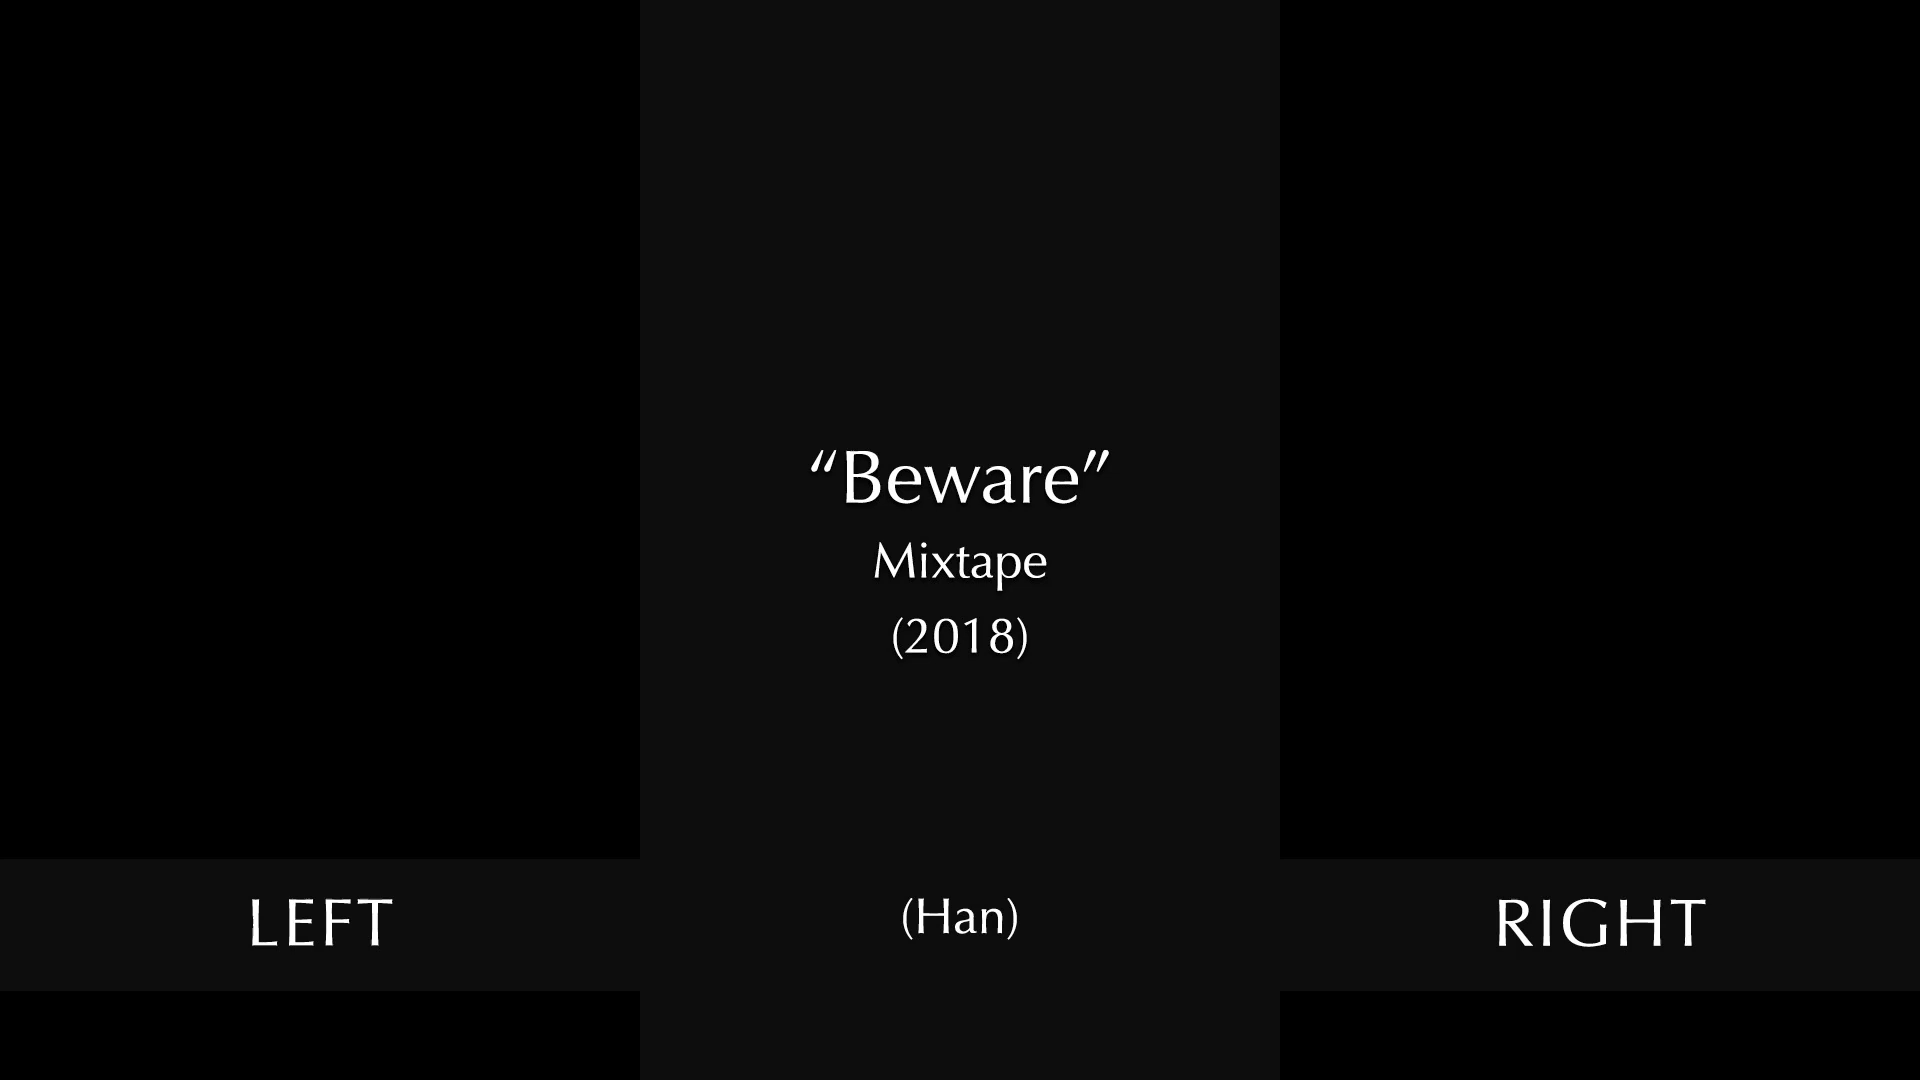 “Beware”
Mixtape
(2018)
LEFT
(Han)
RIGHT